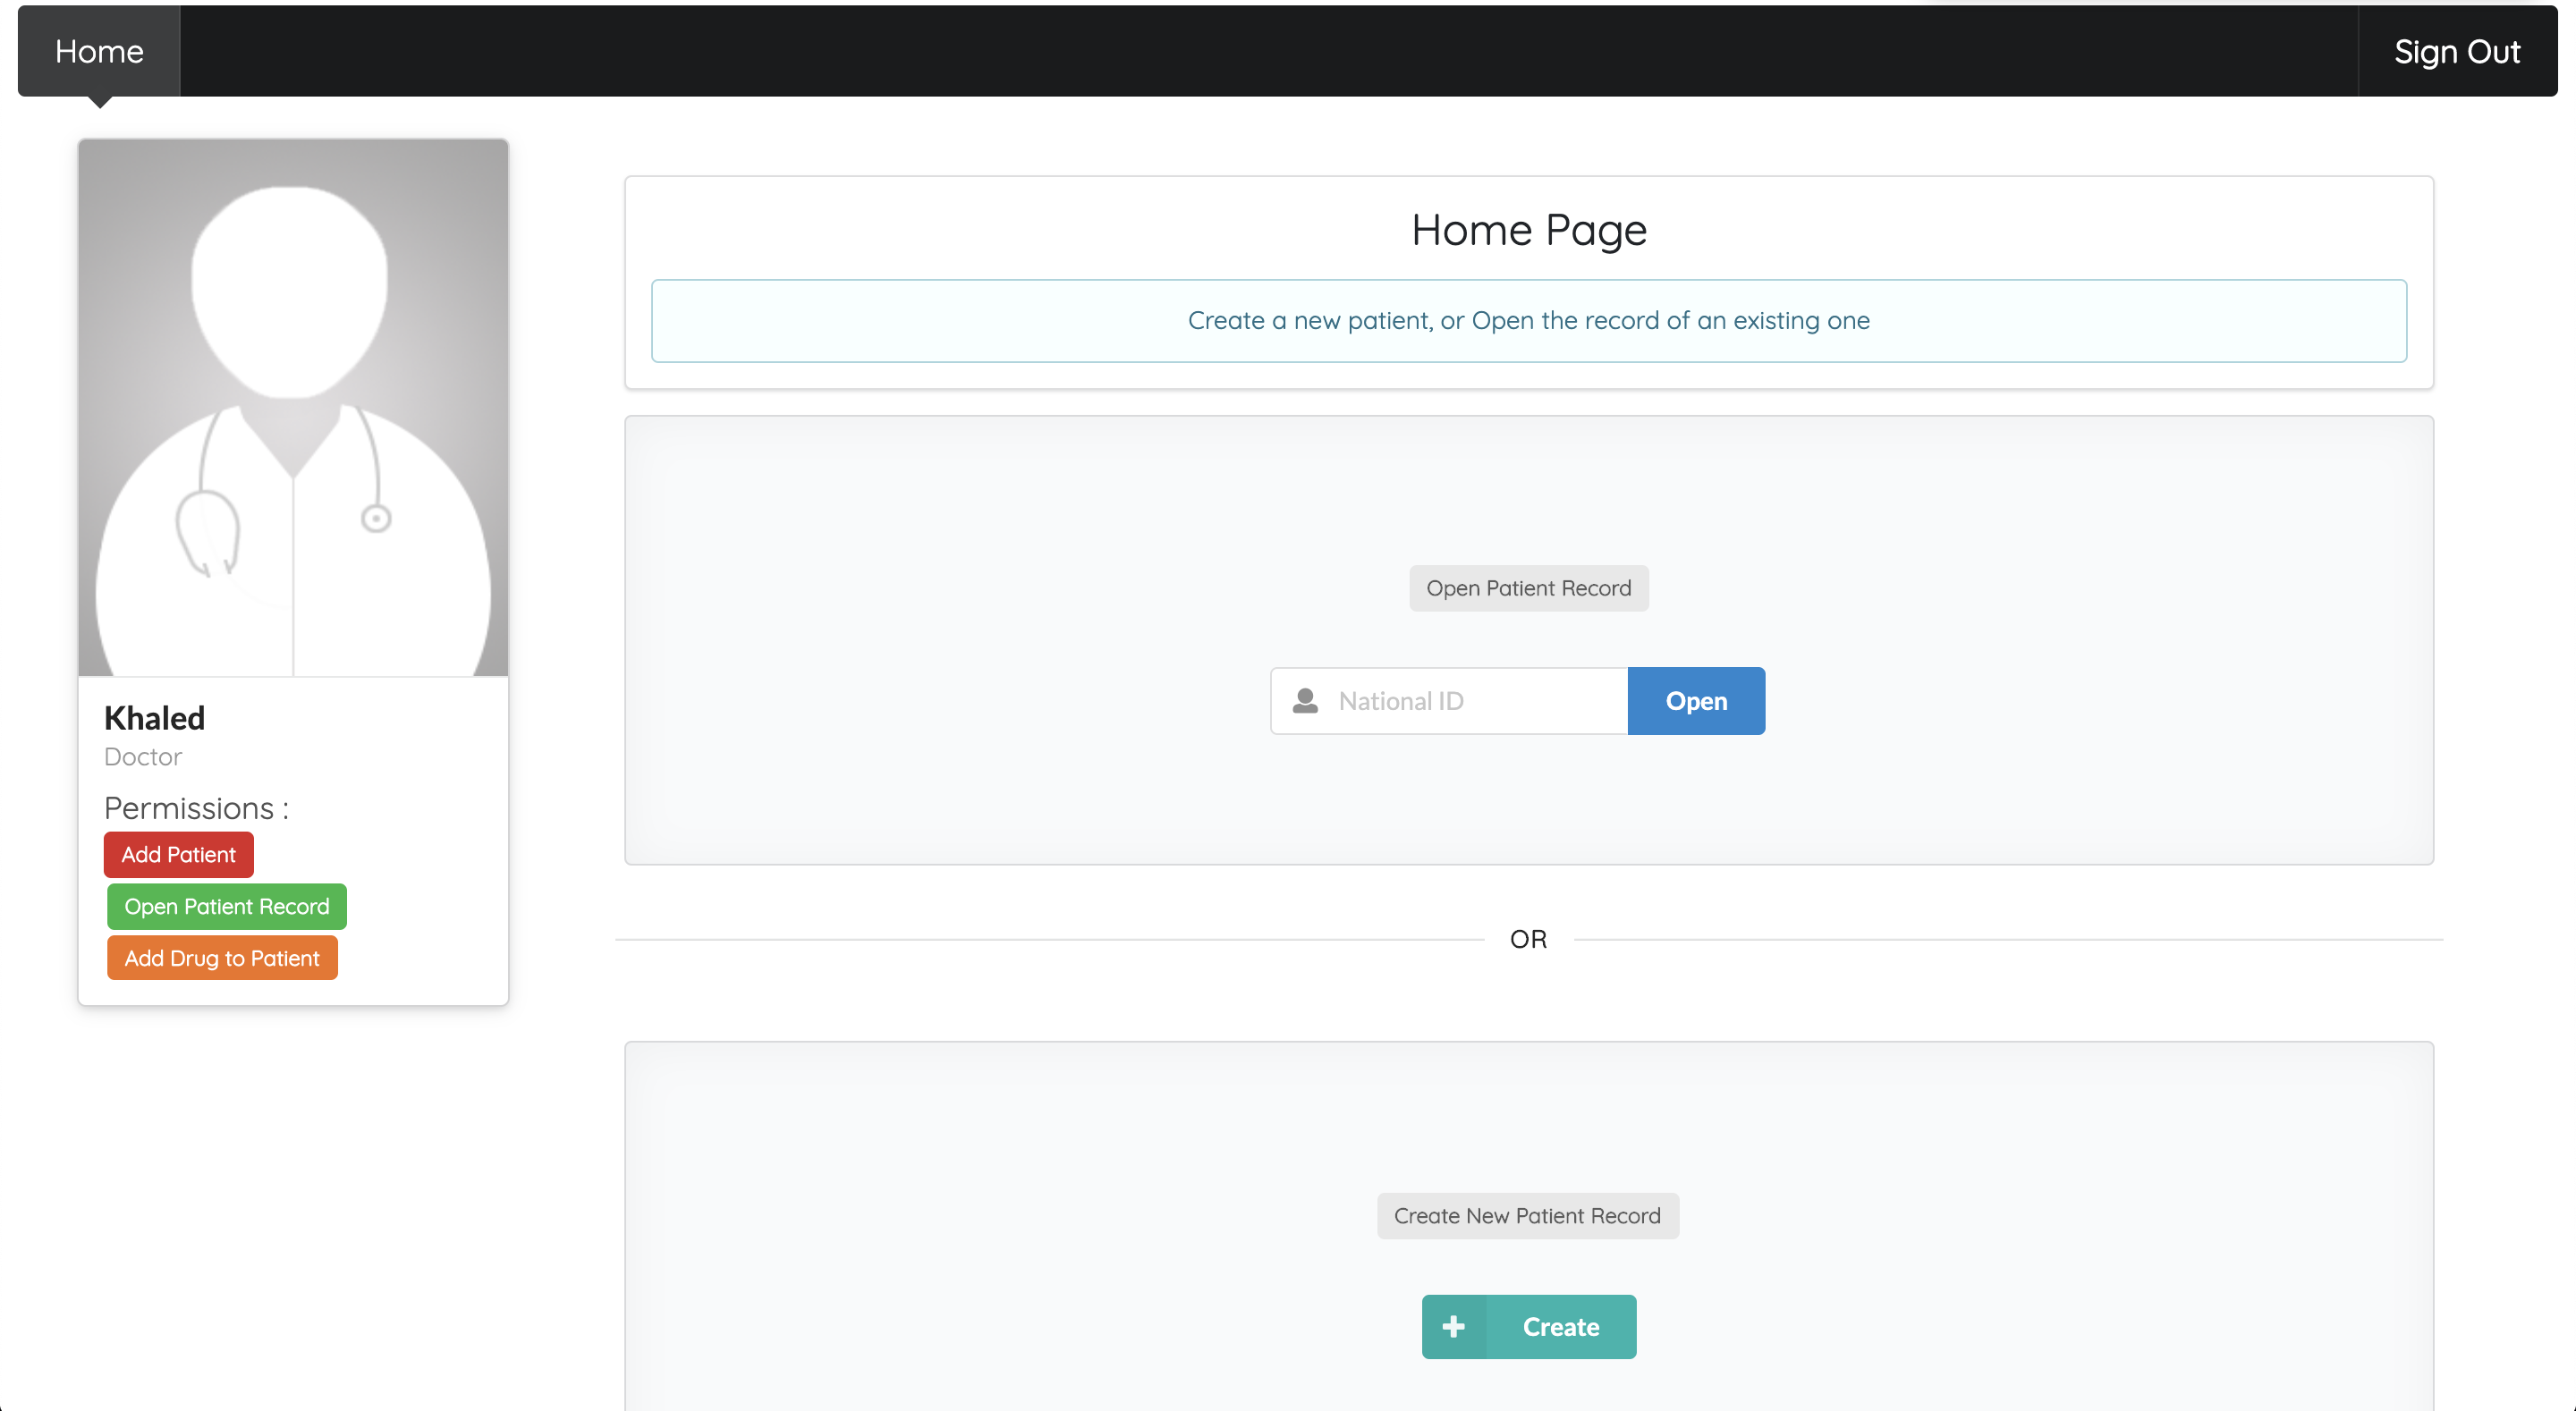 Home
Sign Out
Khaled
Doctor
Permissions :
Add Patient
Open Patient Record
Add Drug to Patient
Home Page
Create a new patient, or Open the record of an existing one
Open Patient Record
National ID
Open
OR
Create New Patient Record
Create